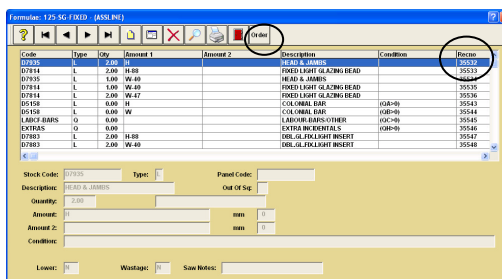 Formulae: 125-SG-FIXED - (ASSLINE)
Order
Code Type Qty Amount 1 Amount 2 Description Condition Recno
D7935 L 2.00 H HEAD & JAMBS 35532
D7814 L 2.00 H-88 FIXED LIGHT GLAZING BEAD 35533
D7935 L 1.00 W-40 HEAD & JAMBS 35534
D7814 L 1.00 W-40 FIXED LIGHT GLAZING BEAD 35535
D7814 L 2.00 W-47 FIXED LIGHT GLAZING BEAD 35536
D5158 L 0.00 H COLONIAL BAR (QA>0) 35543
D5158 L 0.00 W COLONIAL BAR (QB>0) 35544
LABCF-BARS Q 0.00 LABOUR-BARS/OTHER (QC>0) 35545
EXTRAS Q 0.00 EXTRA INCIDENTALS (QH>0) 35546
D7883 L 2.00 H-88 DBL.GL.FIX.LIGHT INSERT 35547
D7883 L 2.00 W-40 DBL.GL.FIX.LIGHT INSERT 35548
Stock Code: D7935 Type: L Panel Code:
Description: HEAD & JAMBS Out Of Sq:
Quantity: 2.00
Amount: H mm 0
Amount 2: mm 0
Condition:
Lower: N Wastage: N Saw Notes: